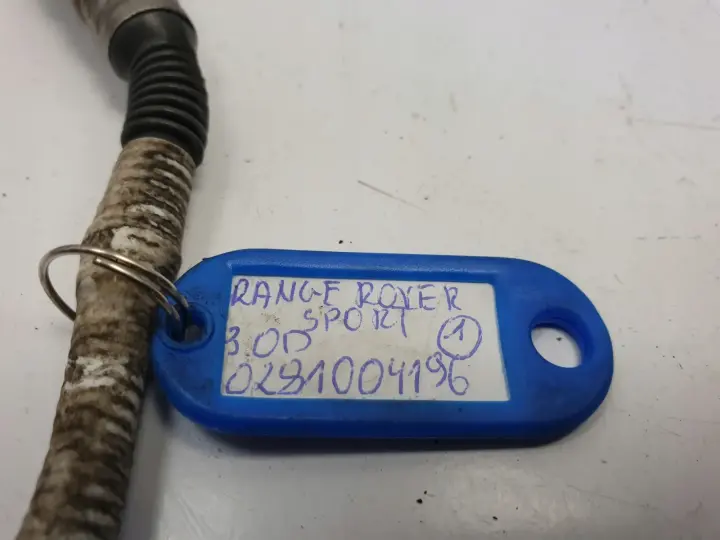 RANGE ROVER
SPORT
3.0D 1
0281004196